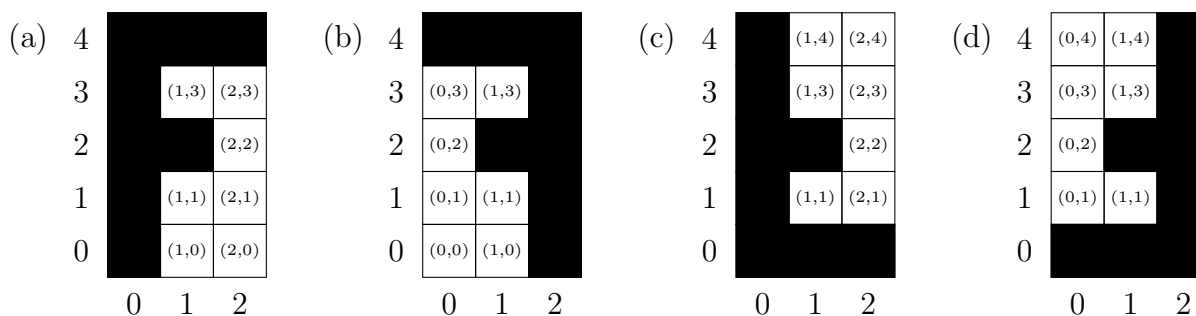 (a) 4 (b) 4 (c) 4 (1,4) (2,4) (d) 4 (0,4) (1,4)
3 (1,3) (2,3) 3 (0,3) (1,3) 3 (1,3) (2,3) 3 (0,3) (1,3)
2 (2,2) 2 (0,2) 2 (2,2) 2 (0,2)
1 (1,1) (2,1) 1 (0,1) (1,1) 1 (1,1) (2,1) 1 (0,1) (1,1)
0 (1,0) (2,0) 0 (0,0) (1,0) 0 0
0 1 2 0 1 2 0 1 2 0 1 2